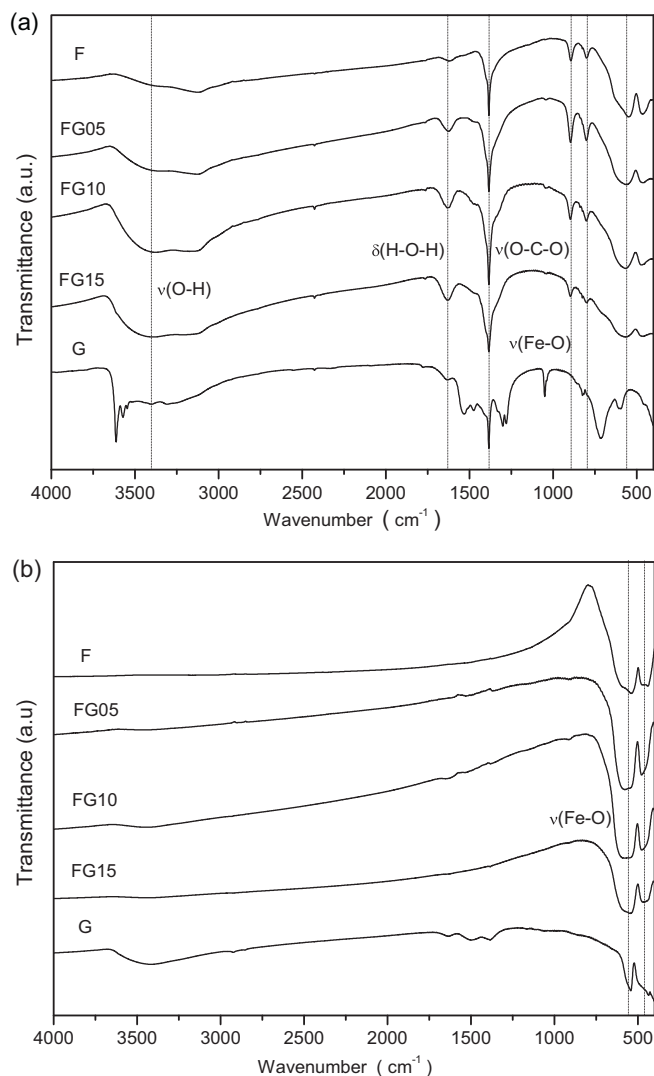 (a)
F
FG05
FG10
δ(H-O-H)
ν(O-C-O)
ν(O-H)
FG15
ν(Fe-O)
G
Transmittance (a.u.)
4000 3500 3000 2500 2000 1500 1000 500
Wavenumber ( cm-1)
(b)
F
FG05
FG10
ν(Fe-O)
FG15
G
Transmittance (a.u)
4000 3500 3000 2500 2000 1500 1000 500
Wavenumber ( cm-1)